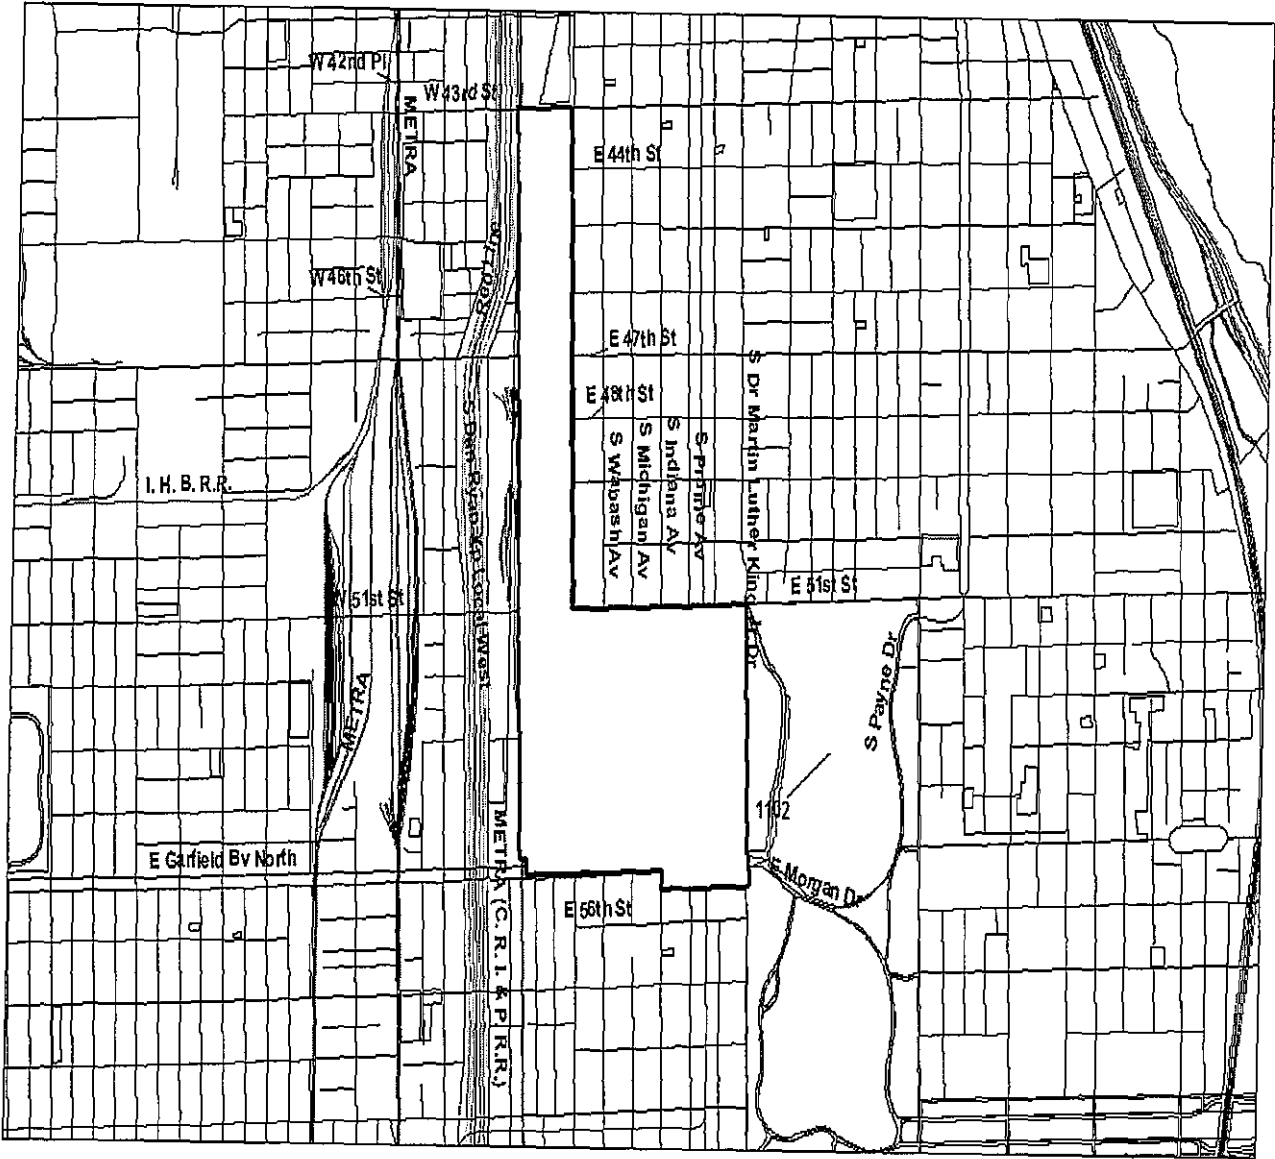 W 42nd Pl
W 43rd St
METRA
E 44th St
W 46th St
E 47th St
E 48th St
S Dr Martin Luther King Jr Dr
S Prairie Av
S Indiana Av
S Michigan Av
S Wabash Av
S Dan Ryan Local West
I. H. B. R.R.
E 51st St
W 51st St
S Payne Dr
METRA
1102
METRA (C. R. I. & P. R.R.)
E Garfield Bv North
E Morgan Dr
E 56th St